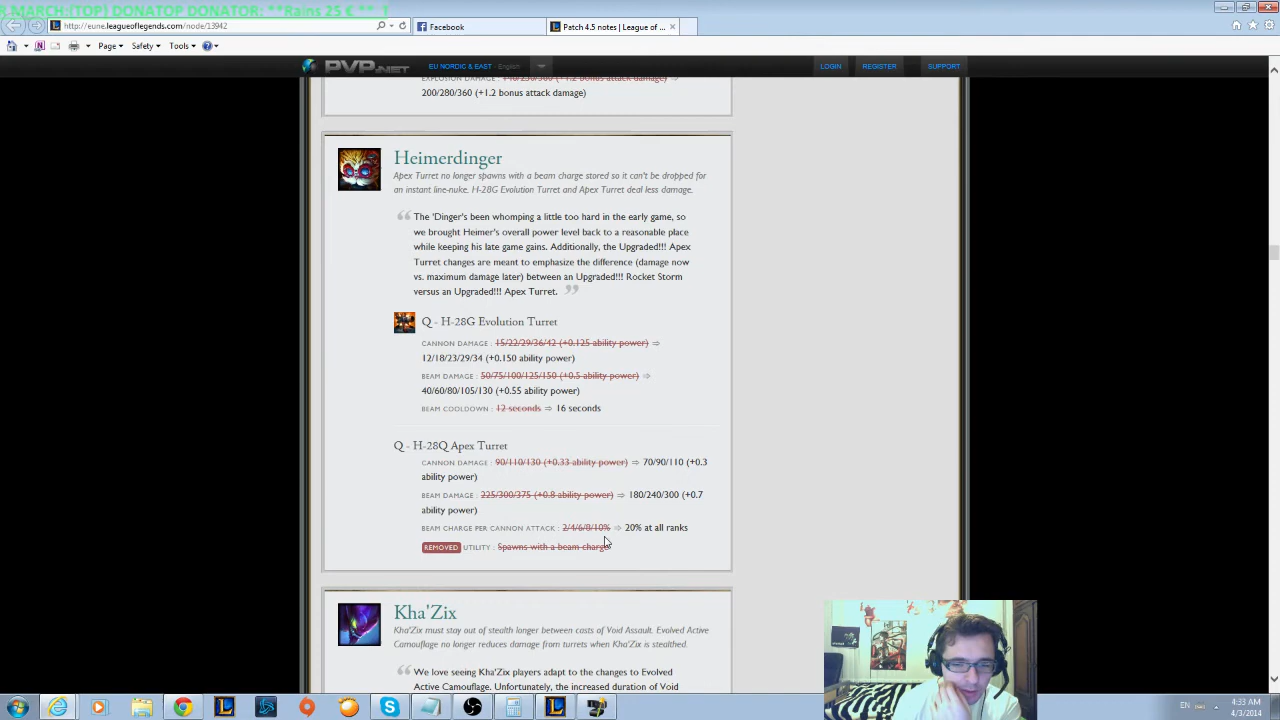 R MARCH:(TOP) DONATOP DONATOR: **Rains 25 € ** 1
http://eune.leagueoflegends.com/node/13942
Facebook
Patch 4.5 notes | League of ...
Page
Safety
Tools
PVP.NET
EU NORDIC & EAST - English
LOGIN
REGISTER
SUPPORT
EXPLOSION DAMAGE : 140/230/360 (+1.2 bonus attack damage) ⇒
200/280/360 (+1.2 bonus attack damage)
Heimerdinger
Apex Turret no longer spawns with a beam charge stored so it can't be dropped for
an instant line-nuke. H-28G Evolution Turret and Apex Turret deal less damage.
The 'Dinger's been whomping a little too hard in the early game, so
we brought Heimer's overall power level back to a reasonable place
while keeping his late game gains. Additionally, the Upgraded!!! Apex
Turret changes are meant to emphasize the difference (damage now
vs. maximum damage later) between an Upgraded!!! Rocket Storm
versus an Upgraded!!! Apex Turret.
Q - H-28G Evolution Turret
CANNON DAMAGE : 15/22/29/36/42 (+0.125 ability power) ⇒
12/18/23/29/34 (+0.150 ability power)
BEAM DAMAGE : 50/75/100/125/150 (+0.5 ability power) ⇒
40/60/80/105/130 (+0.55 ability power)
BEAM COOLDOWN : 12 seconds ⇒ 16 seconds
Q - H-28Q Apex Turret
CANNON DAMAGE : 90/110/130 (+0.33 ability power) ⇒ 70/90/110 (+0.3
ability power)
BEAM DAMAGE : 225/300/375 (+0.8 ability power) ⇒ 180/240/300 (+0.7
ability power)
BEAM CHARGE PER CANNON ATTACK : 2/4/6/8/10% ⇒ 20% at all ranks
REMOVED UTILITY : Spawns with a beam charge
Kha'Zix
Kha'Zix must stay out of stealth longer between casts of Void Assault. Evolved Active
Camouflage no longer reduces damage from turrets when Kha'Zix is stealthed.
We love seeing Kha'Zix players adapt to the changes to Evolved
Active Camouflage. Unfortunately, the increased duration of Void
EN
4:33 AM
4/3/2014